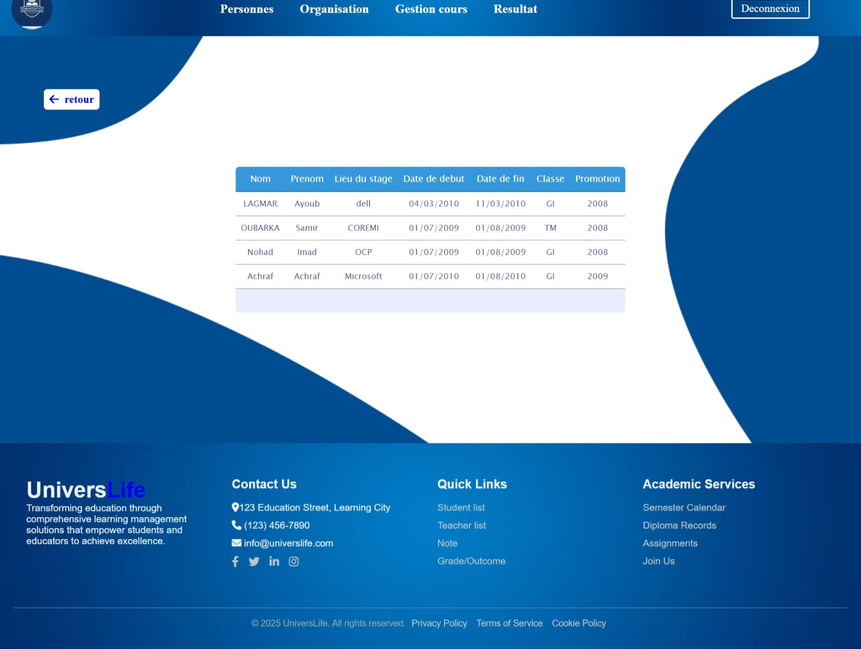 Personnes Organisation Gestion cours Resultat Deconnexion
retour
Nom Prenom Lieu du stage Date de debut Date de fin Classe Promotion
LAGMAR Ayoub dell 04/03/2010 11/03/2010 GI 2008
OUBARKA Samir COREMI 01/07/2009 01/08/2009 TM 2008
Nohad Imad OCP 01/07/2009 01/08/2009 GI 2008
Achraf Achraf Microsoft 01/07/2010 01/08/2010 GI 2009
UniversLife
Transforming education through
comprehensive learning management
solutions that empower students and
educators to achieve excellence.
Contact Us
123 Education Street, Learning City
(123) 456-7890
info@universlife.com
Quick Links
Student list
Teacher list
Note
Grade/Outcome
Academic Services
Semester Calendar
Diploma Records
Assignments
Join Us
© 2025 UniversLife. All rights reserved. Privacy Policy Terms of Service Cookie Policy